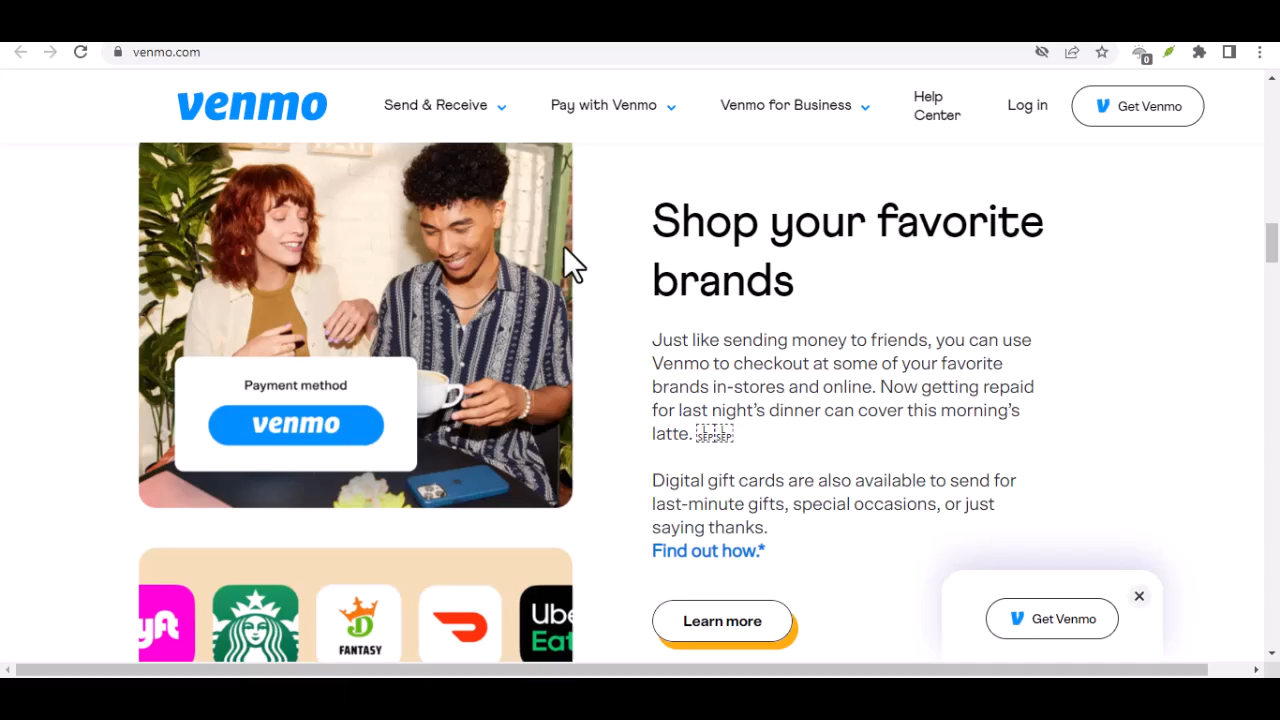 venmo.com
0
venmo
Send & Receive
Pay with Venmo
Venmo for Business
Help
Center
Log in
Get Venmo
Shop your favorite
brands
Just like sending money to friends, you can use
Venmo to checkout at some of your favorite
brands in-stores and online. Now getting repaid
for last night’s dinner can cover this morning’s
latte.
Payment method
venmo
Digital gift cards are also available to send for
last-minute gifts, special occasions, or just
saying thanks.
Find out how.*
Learn more
Get Venmo
FANTASY
Uber
Eat